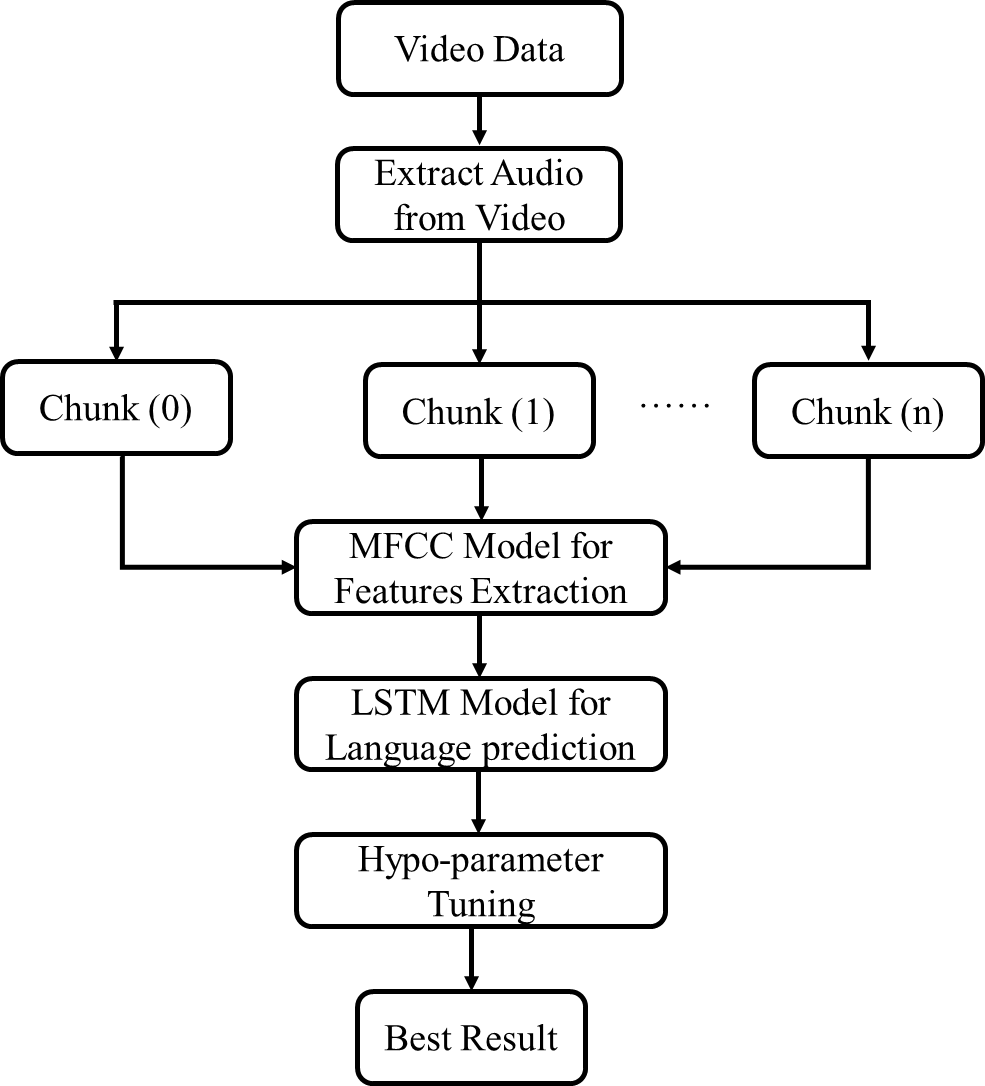 Video Data
Extract Audio
from Video
Chunk (0)
Chunk (1)
......
Chunk (n)
MFCC Model for
Features Extraction
LSTM Model for
Language prediction
Hypo-parameter
Tuning
Best Result